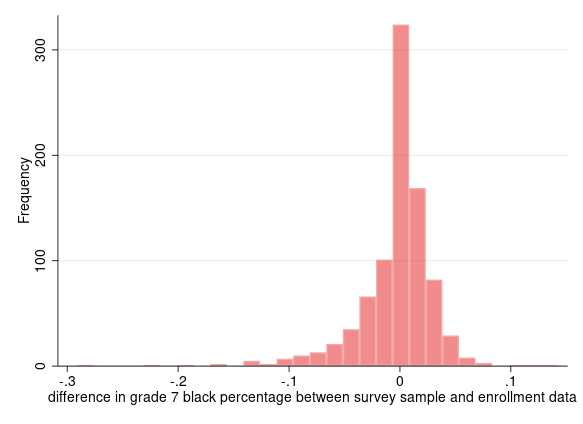 300
200
100
0
Frequency
-.3 -.2 -.1 0 .1
difference in grade 7 black percentage between survey sample and enrollment data